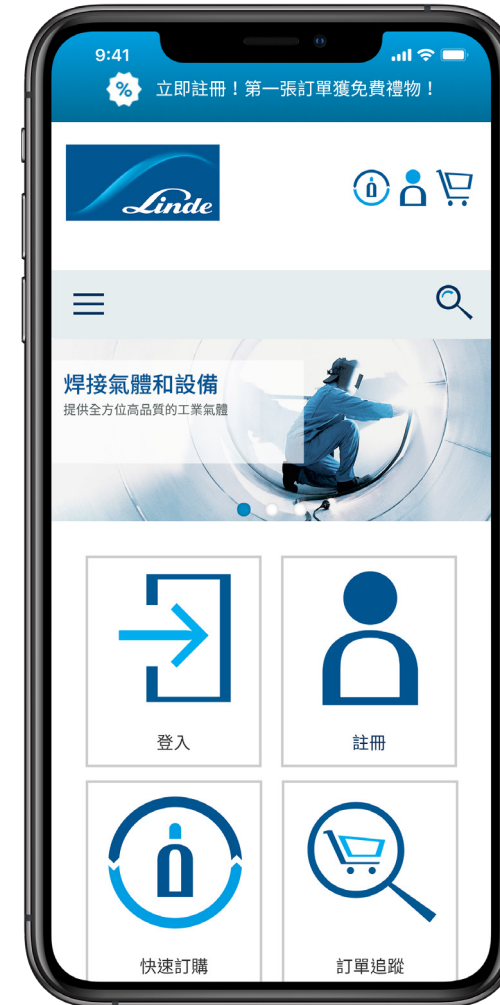 9:41
% 立即註冊！第一張訂單獲免費禮物！
Linde
焊接氣體和設備
提供全方位高品質的工業氣體
登入
註冊
快速訂購
訂單追蹤